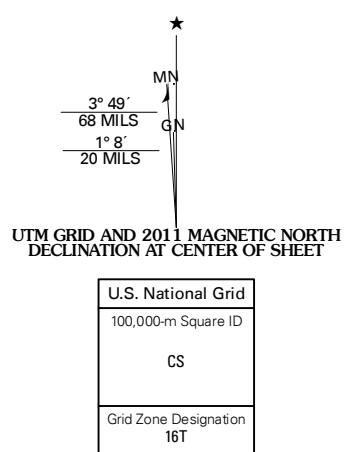 ★
MN
3° 49´
68 MILS
GN
1° 8´
20 MILS
UTM GRID AND 2011 MAGNETIC NORTH
DECLINATION AT CENTER OF SHEET
U.S. National Grid
100,000-m Square ID
CS
Grid Zone Designation
16T